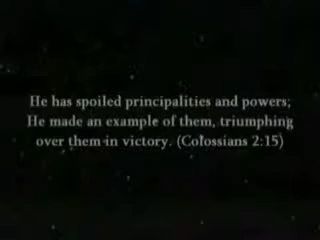 He has spoiled principalities and powers;
He made an example of them, triumphing
over them in victory. (Colossians 2:15)